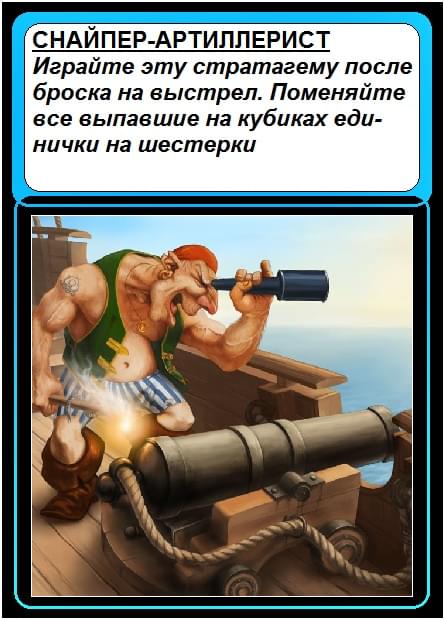 СНАЙПЕР-АРТИЛЛЕРИСТ
Играйте эту стратагему после
броска на выстрел. Поменяйте
все выпавшие на кубиках еди-
нички на шестерки